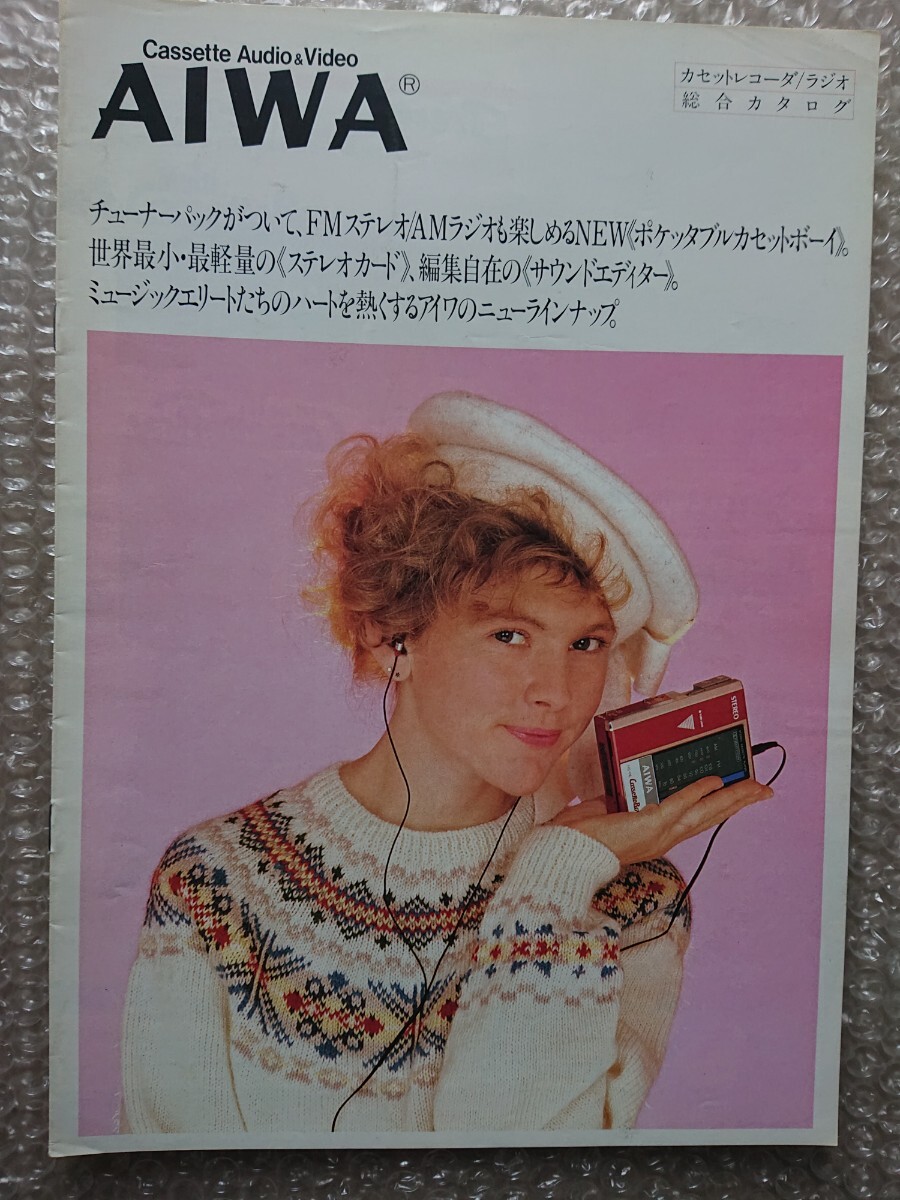 Cassette Audio&Video
AIWA®
カセットレコーダ/ラジオ
総合カタログ
チューナーパックがついて、FMステレオ/AMラジオも楽しめるNEW《ポケッタブルカセットボーイ》。
世界最小・最軽量の《ステレオカード》、編集自在の《サウンドエディター》。
ミュージックエリートたちのハートを熱くするアイワのニューラインナップ。
STEREO
AIWA
CassetteBoy